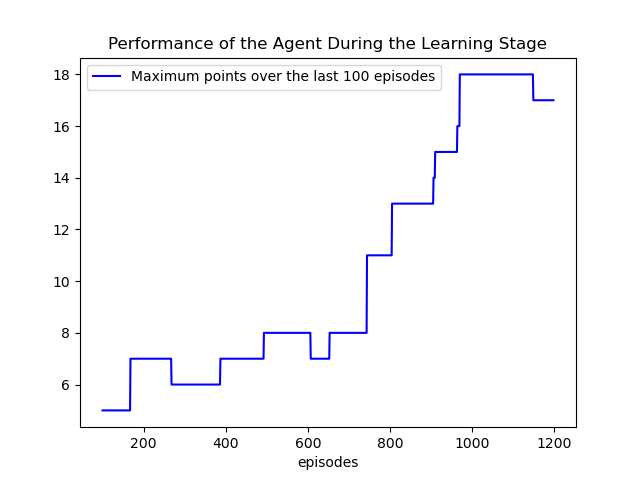 Performance of the Agent During the Learning Stage
Maximum points over the last 100 episodes
18
16
14
12
10
8
6
200 400 600 800 1000 1200
episodes